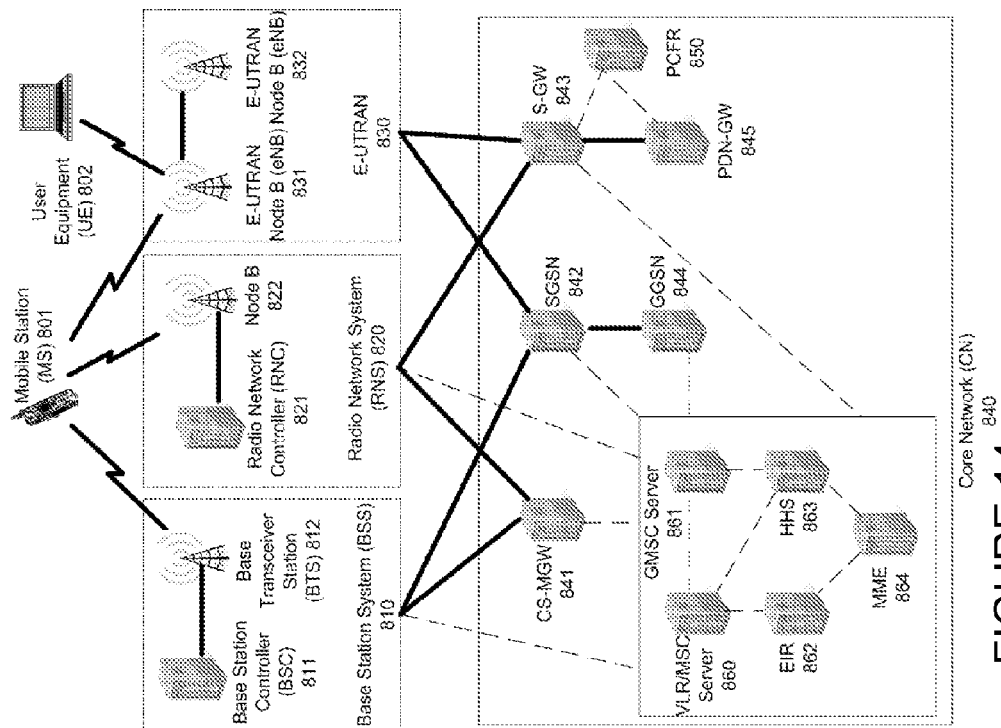 Mobile Station
(MS) 801
User
Equipment
(UE) 802
Base Station
Controller
(BSC)
811
Base
Transceiver
Station
(BTS) 812
Base Station System (BSS)
810
Radio Network
Controller (RNC)
821
Node B
822
Radio Network System
(RNS) 820
E-UTRAN
Node B (eNB)
831
E-UTRAN
Node B (eNB)
832
E-UTRAN
830
CS-MGW
841
SGSN
842
GGSN
844
S-GW
843
PDN-GW
845
PCFR
850
VLR/MSC
Server
860
GMSC Server
861
EIR
862
HHS
863
MME
864
Core Network (CN)
840